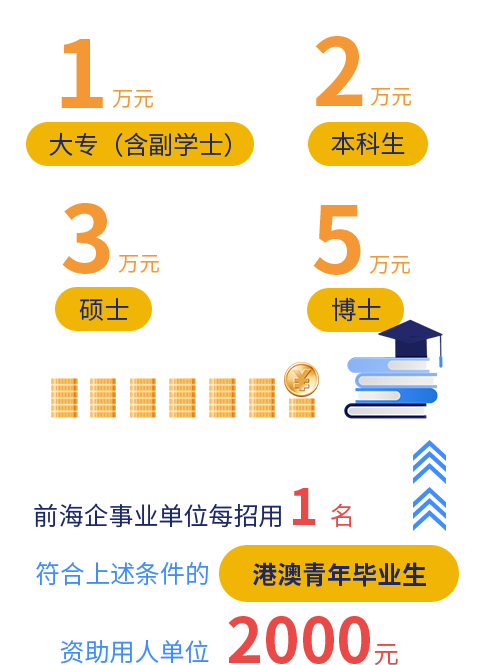 1万元 2万元
大专（含副学士） 本科生
3万元 5万元
硕士 博士
前海企事业单位每招用1名
符合上述条件的 港澳青年毕业生
资助用人单位 2000元